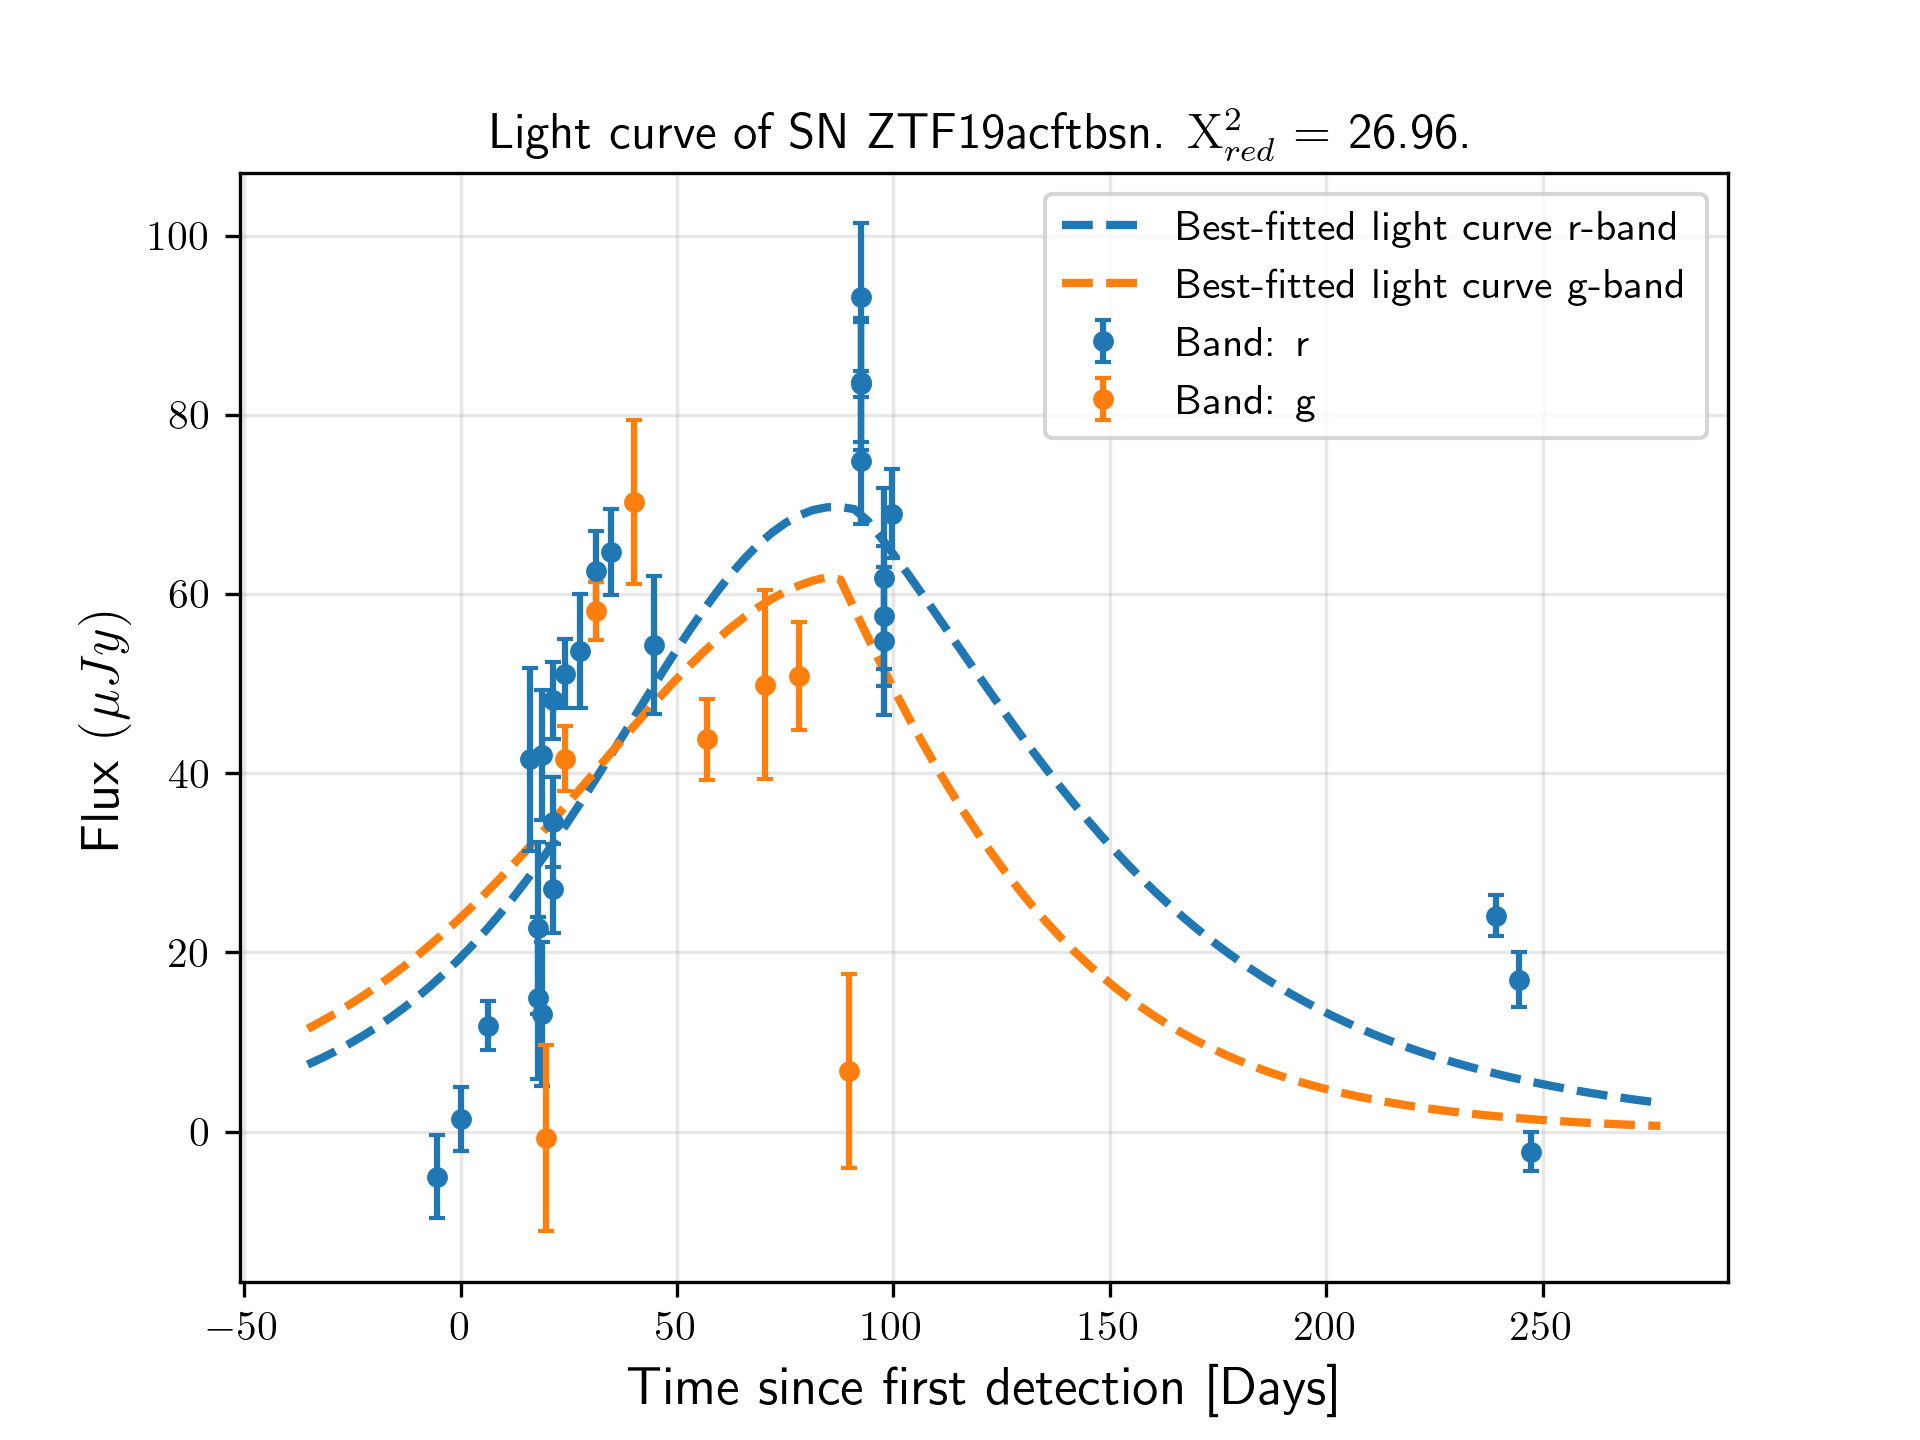 Light curve of SN ZTF19acftbsn. X²_red = 26.96.
Best-fitted light curve r-band
Best-fitted light curve g-band
Band: r
Band: g
Flux (μJy)
100
80
60
40
20
0
−50 0 50 100 150 200 250
Time since first detection [Days]